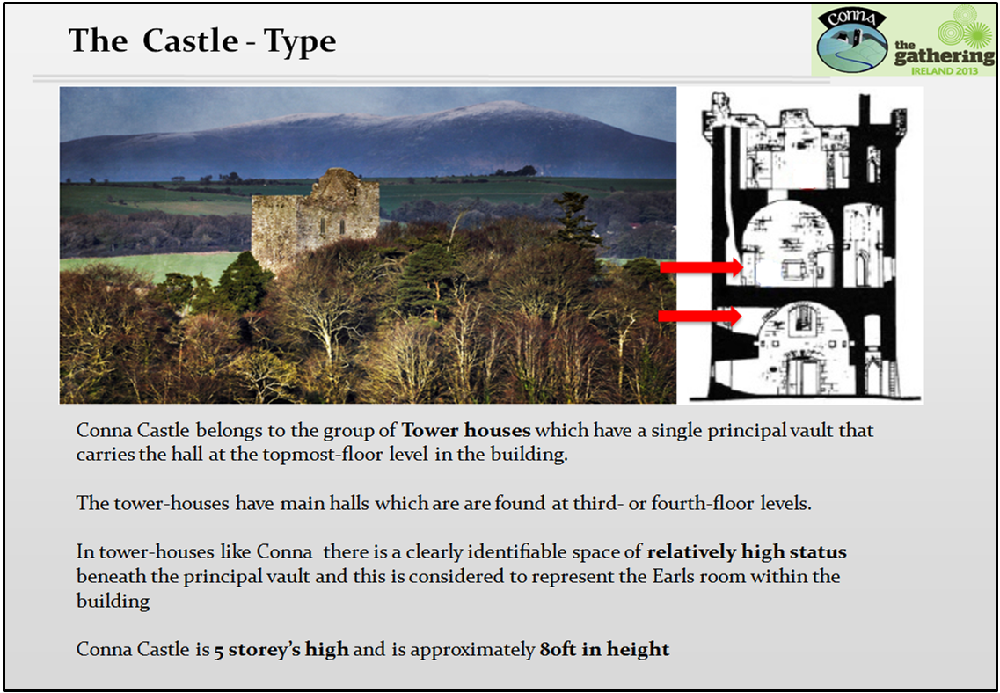 The Castle - Type
Conna
the
gathering
IRELAND 2013
Conna Castle belongs to the group of Tower houses which have a single principal vault that
carries the hall at the topmost-floor level in the building.
The tower-houses have main halls which are are found at third- or fourth-floor levels.
In tower-houses like Conna there is a clearly identifiable space of relatively high status
beneath the principal vault and this is considered to represent the Earls room within the
building
Conna Castle is 5 storey's high and is approximately 80ft in height